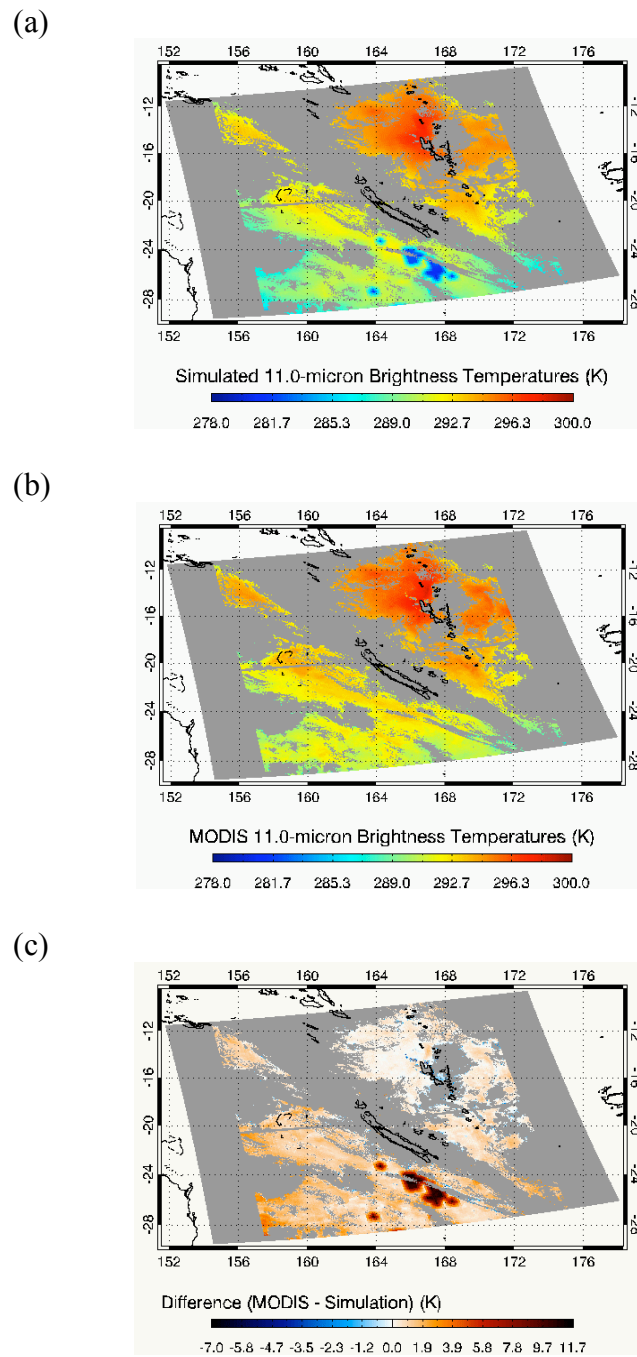 (a)
152 156 160 164 168 172 176
-12 -12
-16 -16
-20 -20
-24 -24
-28 -28
152 156 160 164 168 172 176
Simulated 11.0-micron Brightness Temperatures (K)
278.0 281.7 285.3 289.0 292.7 296.3 300.0
(b)
152 156 160 164 168 172 176
-12 -12
-16 -16
-20 -20
-24 -24
-28 -28
152 156 160 164 168 172 176
MODIS 11.0-micron Brightness Temperatures (K)
278.0 281.7 285.3 289.0 292.7 296.3 300.0
(c)
152 156 160 164 168 172 176
-12 -12
-16 -16
-20 -20
-24 -24
-28 -28
152 156 160 164 168 172 176
Difference (MODIS - Simulation) (K)
-7.0 -5.8 -4.7 -3.5 -2.3 -1.2 0.0 1.9 3.9 5.8 7.8 9.7 11.7